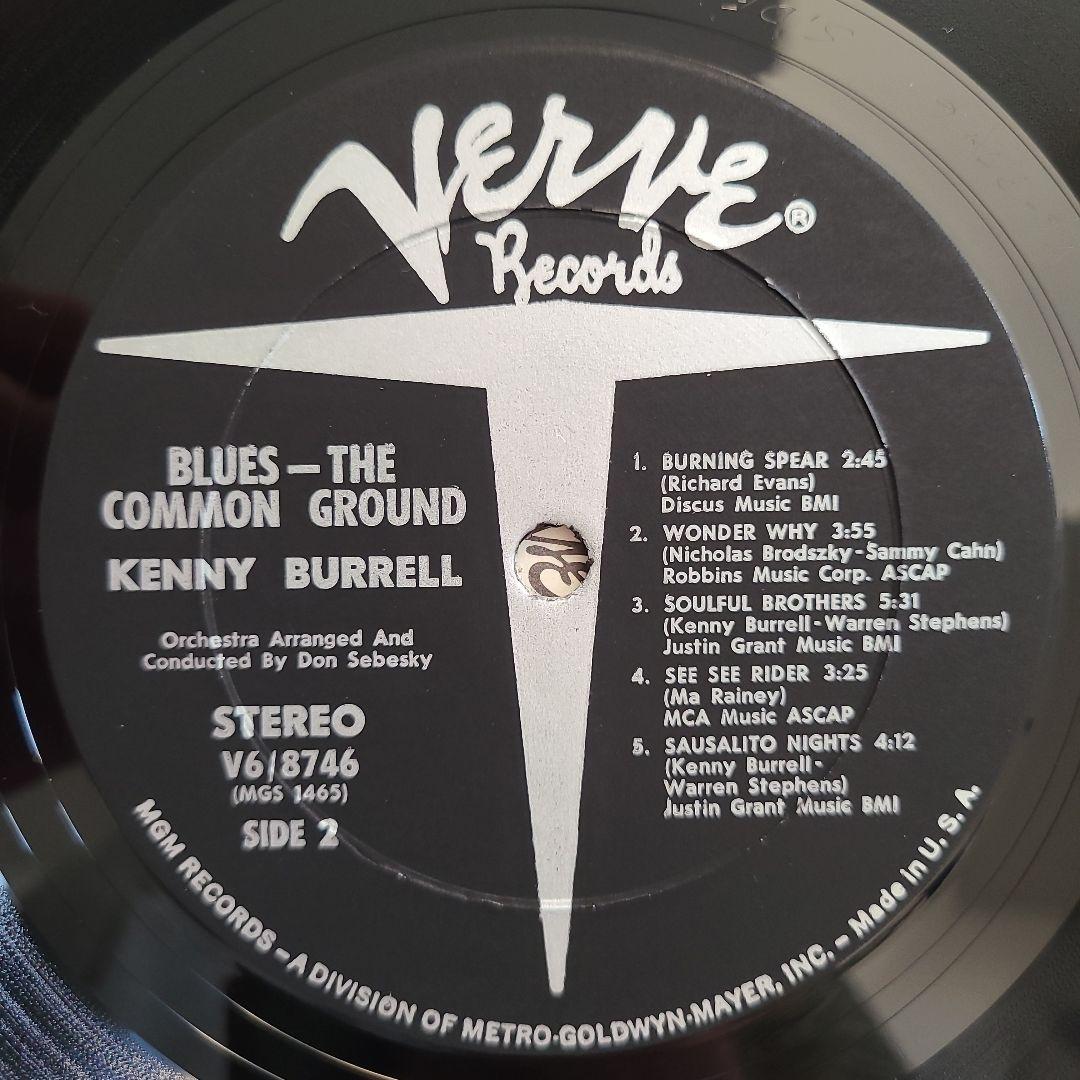 Verve ®
Records
BLUES — THE
COMMON GROUND
KENNY BURRELL
Orchestra Arranged And
Conducted By Don Sebesky
STEREO
V6/8746
(MGS 1465)
SIDE 2
1. BURNING SPEAR 2:45
(Richard Evans)
Discus Music BMI
2. WONDER WHY 3:55
(Nicholas Brodszky-Sammy Cahn)
Robbins Music Corp. ASCAP
3. SOULFUL BROTHERS 5:31
(Kenny Burrell-Warren Stephens)
Justin Grant Music BMI
4. SEE SEE RIDER 3:25
(Ma Rainey)
MCA Music ASCAP
5. SAUSALITO NIGHTS 4:12
(Kenny Burrell-
Warren Stephens)
Justin Grant Music BMI
MGM RECORDS – A DIVISION OF METRO-GOLDWYN-MAYER, INC. – Made in U. S. A.